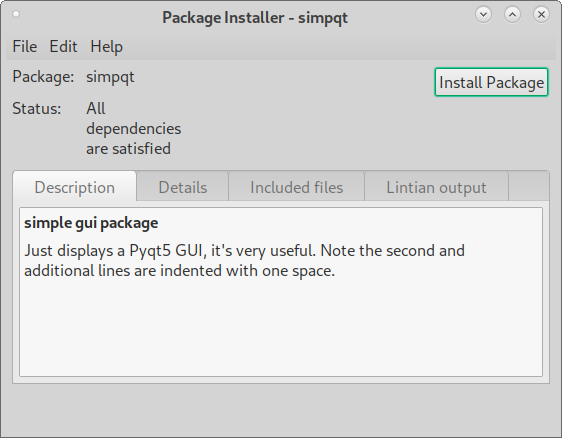 Package Installer - simpqt
File Edit Help
Package: simpqt
Install Package
Status: All
dependencies
are satisfied
Description Details Included files Lintian output
simple gui package
Just displays a Pyqt5 GUI, it's very useful. Note the second and
additional lines are indented with one space.